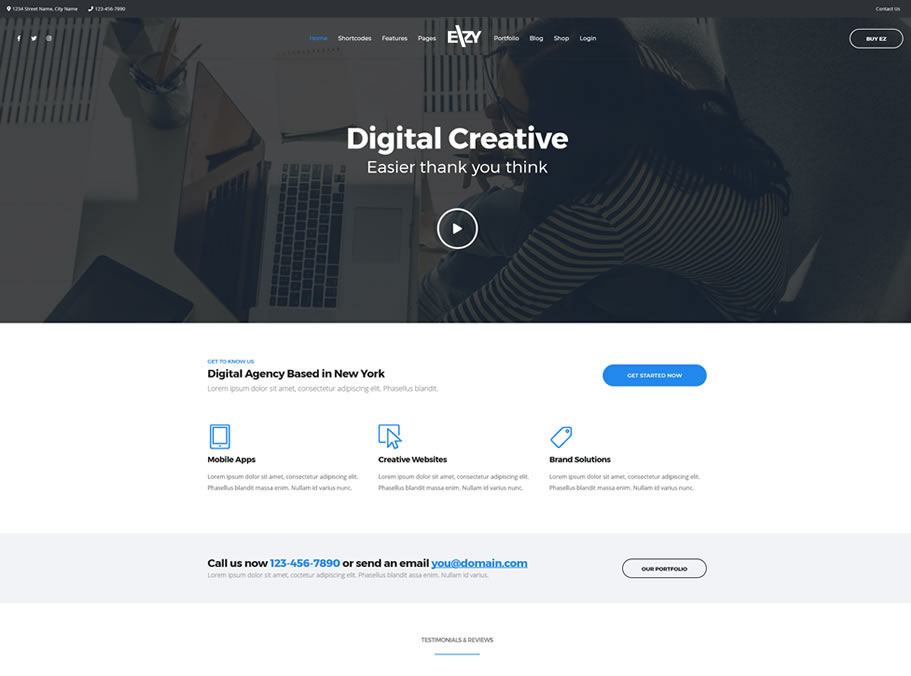 1234 Street Name, City Name 123-456-7890 Contact Us
Home Shortcodes Features Pages E\ZY Portfolio Blog Shop Login BUY EZ
Digital Creative
Easier thank you think
GET TO KNOW US
Digital Agency Based in New York
Lorem ipsum dolor sit amet, consectetur adipiscing elit. Phasellus blandit.
GET STARTED NOW
Mobile Apps
Lorem ipsum dolor sit amet, consectetur adipiscing elit.
Phasellus blandit massa enim. Nullam id varius nunc.
Creative Websites
Lorem ipsum dolor sit amet, consectetur adipiscing elit.
Phasellus blandit massa enim. Nullam id varius nunc.
Brand Solutions
Lorem ipsum dolor sit amet, consectetur adipiscing elit.
Phasellus blandit massa enim. Nullam id varius nunc.
Call us now 123-456-7890 or send an email you@domain.com
Lorem ipsum dolor sit amet, coctetur adipiscing elit. Phasellus blandit assa enim. Nullam id varius.
OUR PORTFOLIO
TESTIMONIALS & REVIEWS